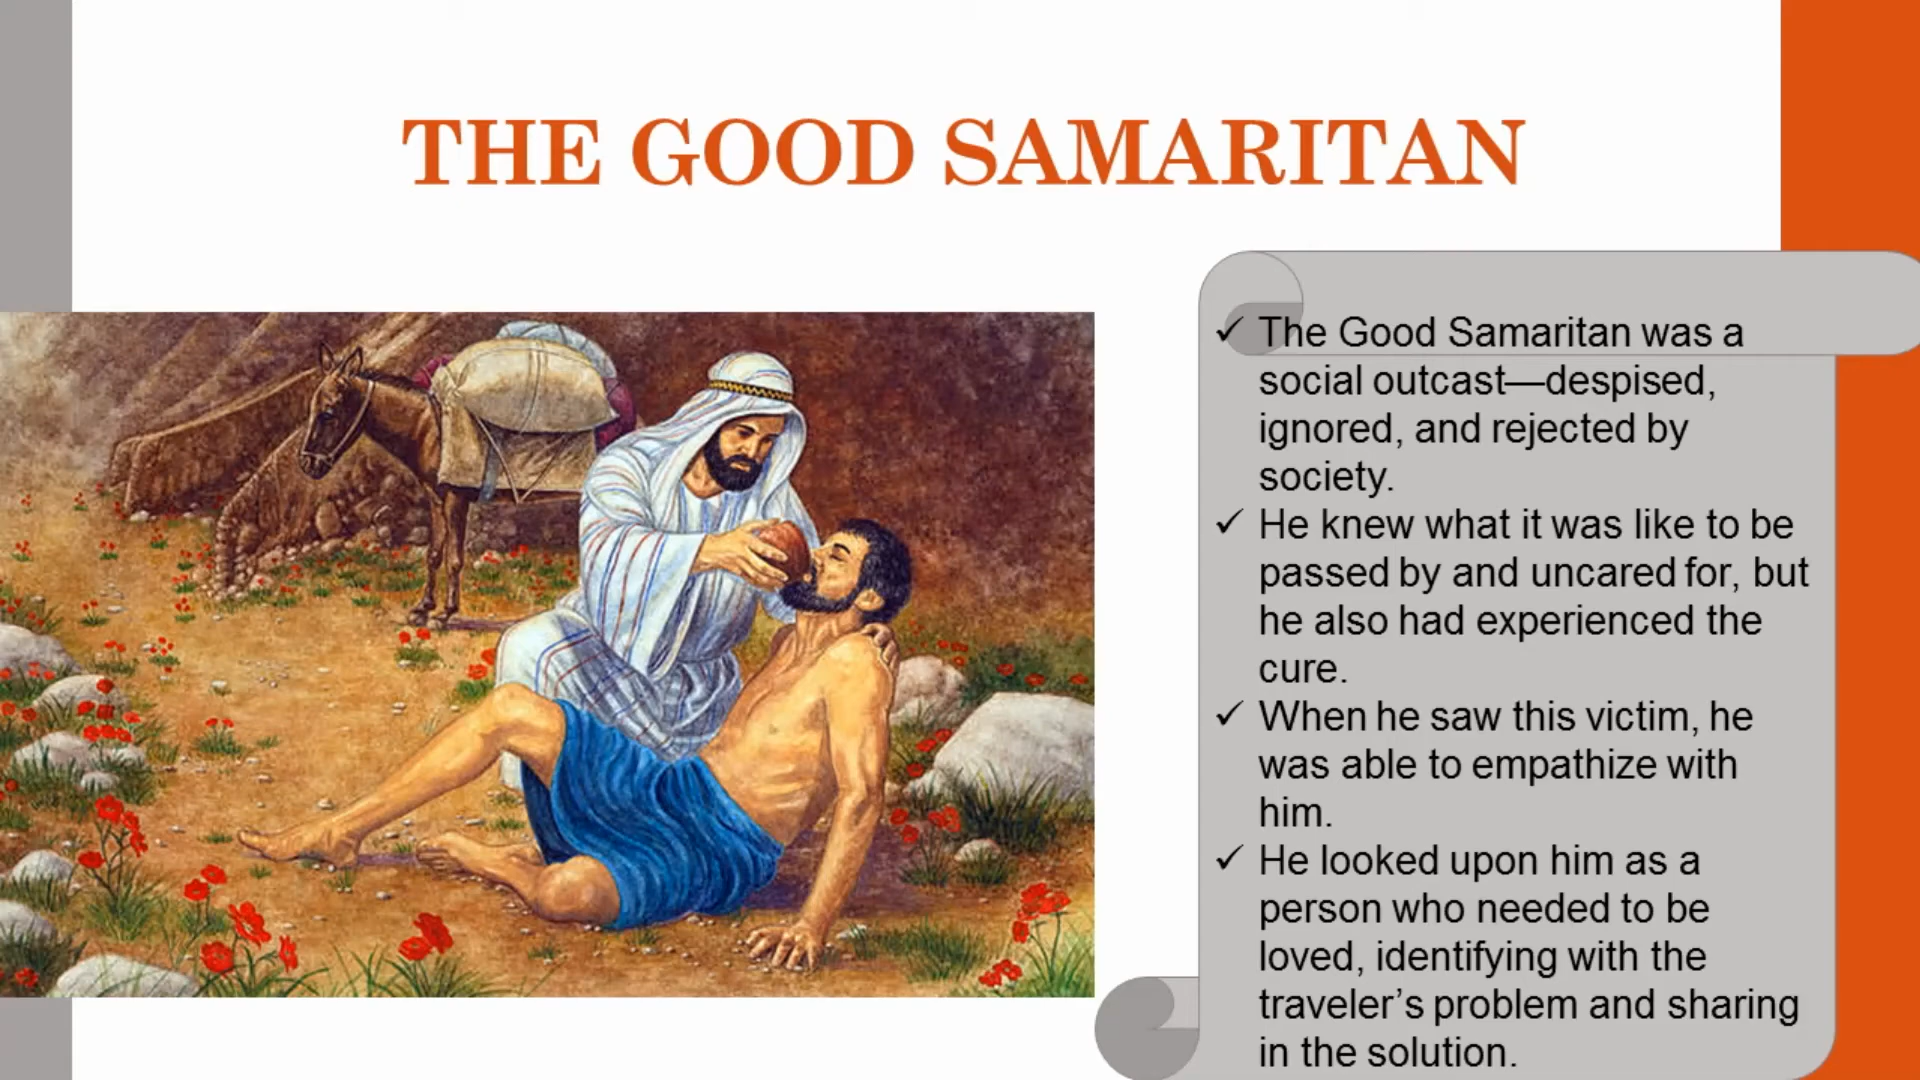 THE GOOD SAMARITAN
✓ The Good Samaritan was a
social outcast—despised,
ignored, and rejected by
society.
✓ He knew what it was like to be
passed by and uncared for, but
he also had experienced the
cure.
✓ When he saw this victim, he
was able to empathize with
him.
✓ He looked upon him as a
person who needed to be
loved, identifying with the
traveler’s problem and sharing
in the solution.